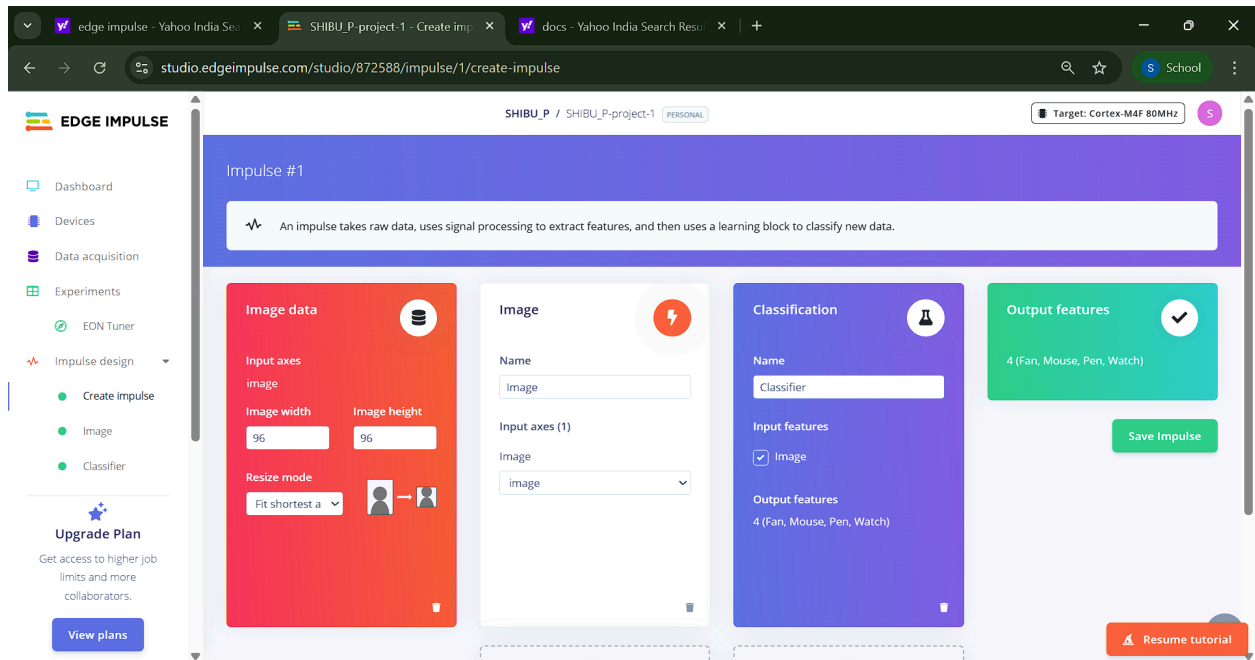 edge impulse - Yahoo India Sea
SHIBU_P-project-1 - Create imp
docs - Yahoo India Search Resul
studio.edgeimpulse.com/studio/872588/impulse/1/create-impulse
S School
EDGE IMPULSE
SHIBU_P / SHIBU_P-project-1 PERSONAL
Target: Cortex-M4F 80MHz
S
Dashboard
Devices
Data acquisition
Experiments
EON Tuner
Impulse design
Create impulse
Image
Classifier
Upgrade Plan
Get access to higher job
limits and more
collaborators.
View plans
Impulse #1
An impulse takes raw data, uses signal processing to extract features, and then uses a learning block to classify new data.
Image data
Input axes
image
Image width Image height
96 96
Resize mode
Fit shortest a
Image
Name
Image
Input axes (1)
Image
image
Classification
Name
Classifier
Input features
Image
Output features
4 (Fan, Mouse, Pen, Watch)
Output features
4 (Fan, Mouse, Pen, Watch)
Save Impulse
Resume tutorial